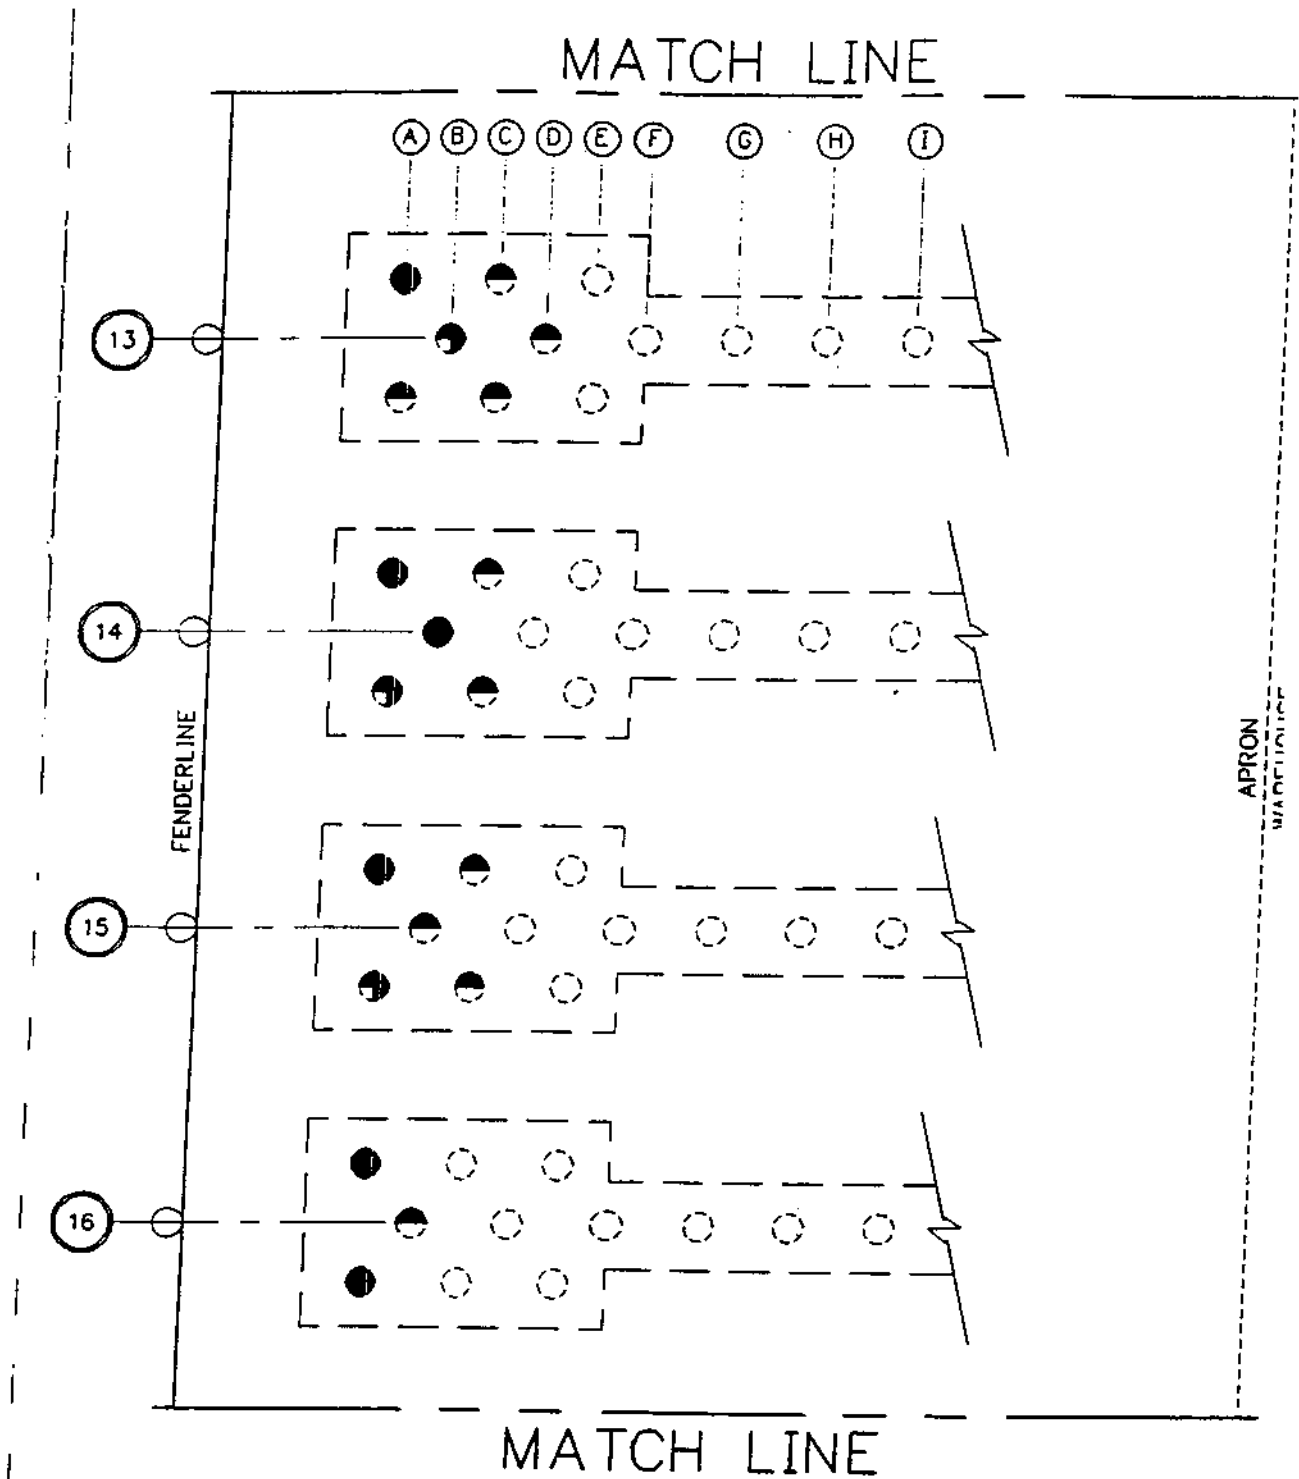 MATCH LINE
A B C D E F G H I
13
14
FENDERLINE
APRON
15
16
MATCH LINE